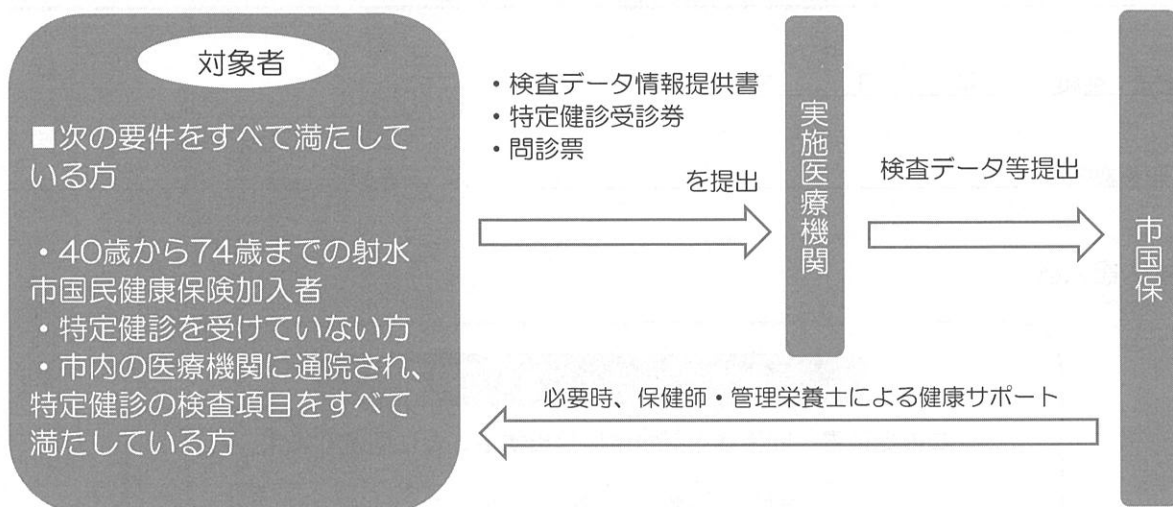 対象者
■次の要件をすべて満たして
いる方
・40歳から74歳までの射水
市国民健康保険加入者
・特定健診を受けていない方
・市内の医療機関に通院され、
特定健診の検査項目をすべて
満たしている方
・検査データ情報提供書
・特定健診受診券
・問診票
を提出
実施医療機関
検査データ等提出
市国保
必要時、保健師・管理栄養士による健康サポート